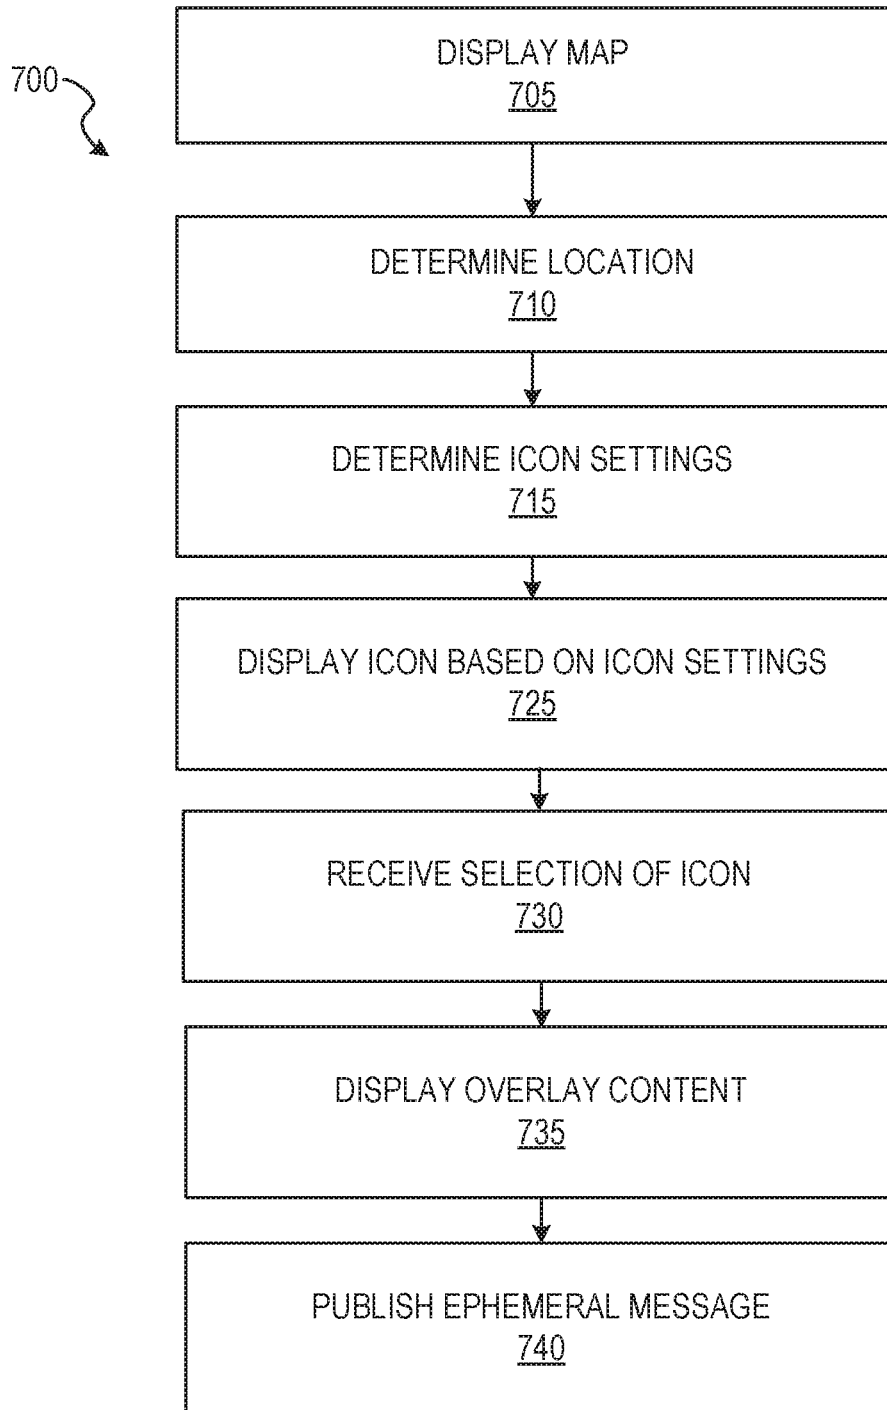 700
DISPLAY MAP
705
DETERMINE LOCATION
710
DETERMINE ICON SETTINGS
715
DISPLAY ICON BASED ON ICON SETTINGS
725
RECEIVE SELECTION OF ICON
730
DISPLAY OVERLAY CONTENT
735
PUBLISH EPHEMERAL MESSAGE
740